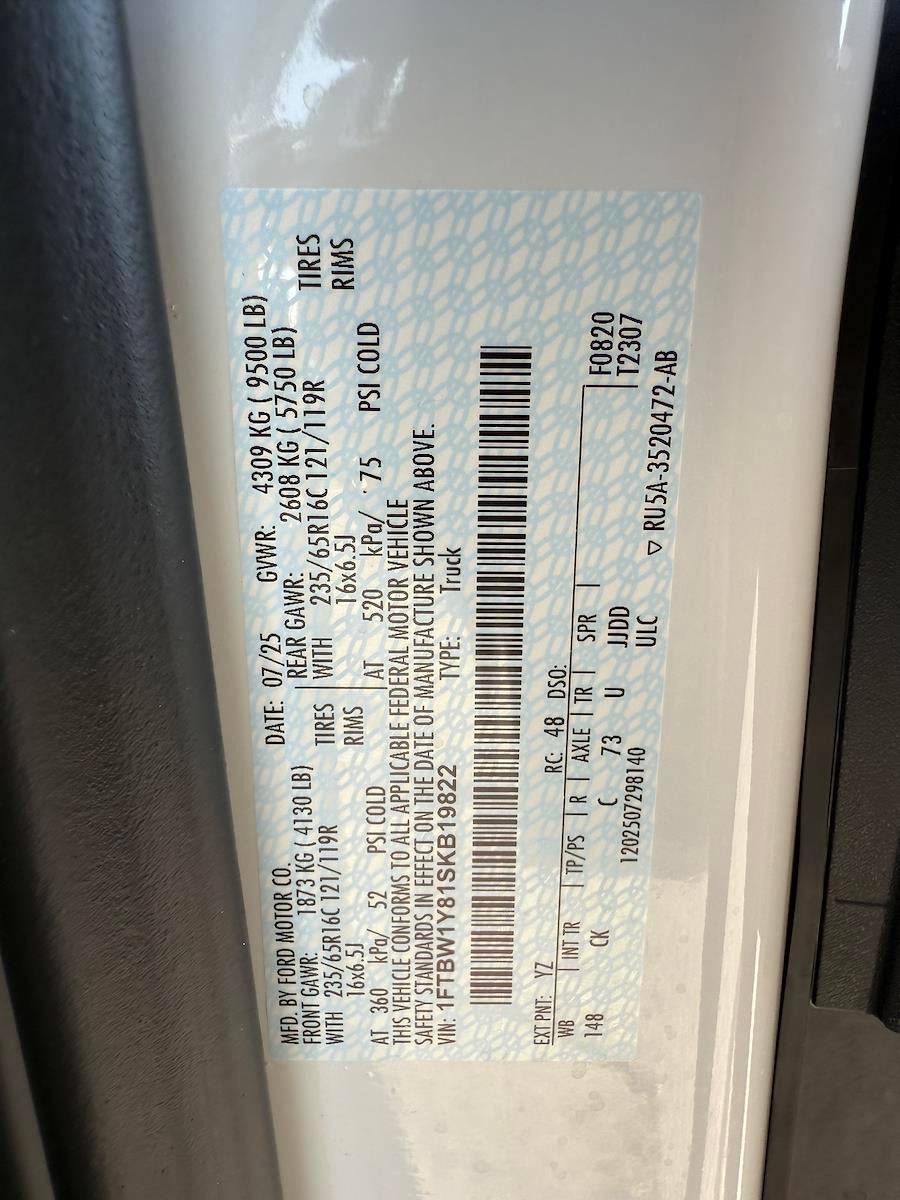 MFD. BY FORD MOTOR CO. DATE: 07/25 GVWR: 4309 KG ( 9500 LB)
FRONT GAWR: 1873 KG ( 4130 LB) REAR GAWR: 2608 KG ( 5750 LB)
WITH 235/65R16C 121/119R TIRES WITH 235/65R16C 121/119R TIRES
16x6.5J RIMS 16x6.5J RIMS
AT 360 kPa/ 52 PSI COLD AT 520 kPa/ 75 PSI COLD
THIS VEHICLE CONFORMS TO ALL APPLICABLE FEDERAL MOTOR VEHICLE
SAFETY STANDARDS IN EFFECT ON THE DATE OF MANUFACTURE SHOWN ABOVE.
VIN: 1FTBW1Y81SKB19822 TYPE: Truck
EXT PNT: YZ RC: 48 DSO:
WB | INT TR | TP/PS | R | AXLE | TR | SPR | F0820
148 CK C 73 U JJDD T2307
1202507298140 ULC
▽ RU5A-3520472-AB